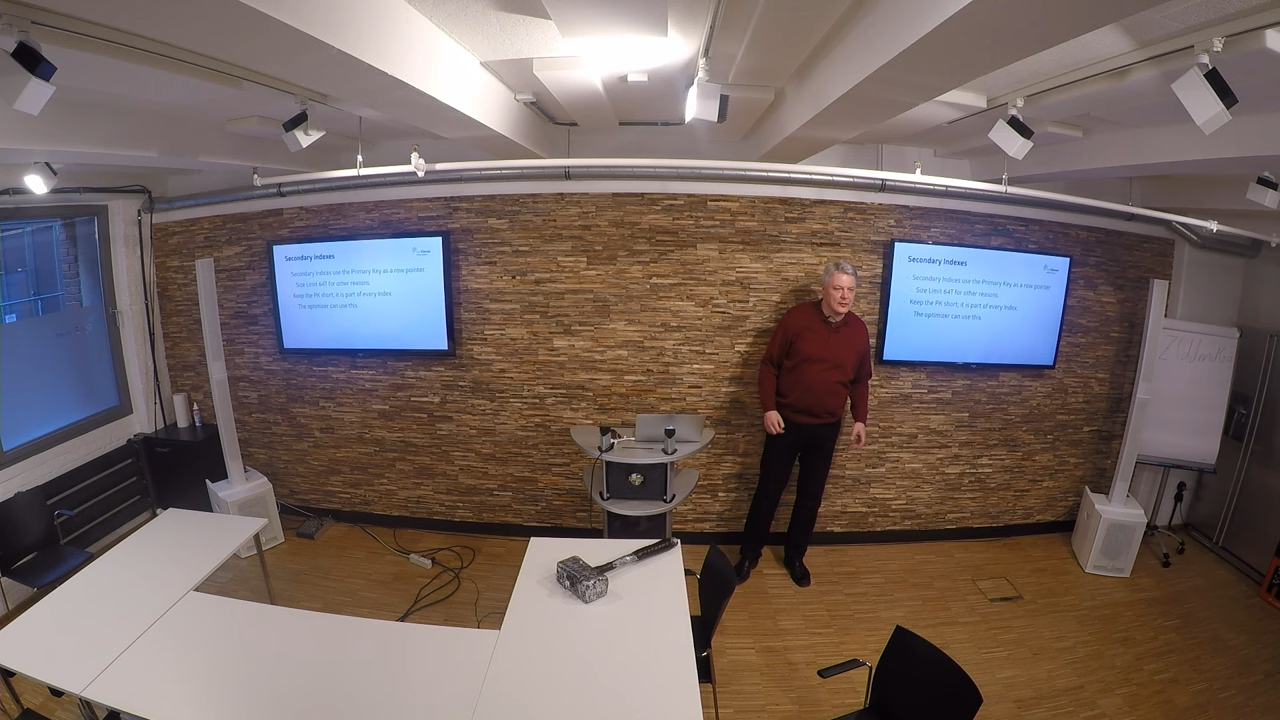 Secondary Indexes
Secondary Indices use the Primary Key as a row pointer
Size Limit 64T for other reasons.
Keep the PK short, it is part of every Index.
The optimizer can use this
Secondary Indexes
Secondary Indices use the Primary Key as a row pointer
Size Limit 64T for other reasons.
Keep the PK short, it is part of every Index.
The optimizer can use this